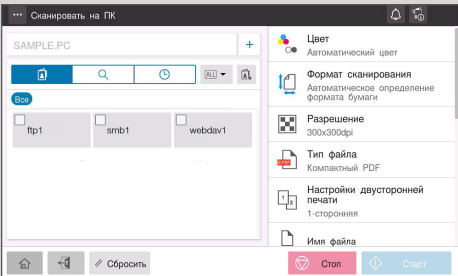 Сканировать на ПК
SAMPLE.PC
+
ALL
Все
ftp1
smb1
webdav1
Цвет
Автоматический цвет
Формат сканирования
Автоматическое определение
формата бумаги
Разрешение
300x300dpi
Тип файла
Компактный PDF
Настройки двусторонней
печати
1-сторонняя
Имя файла
Сбросить
Стоп
Старт